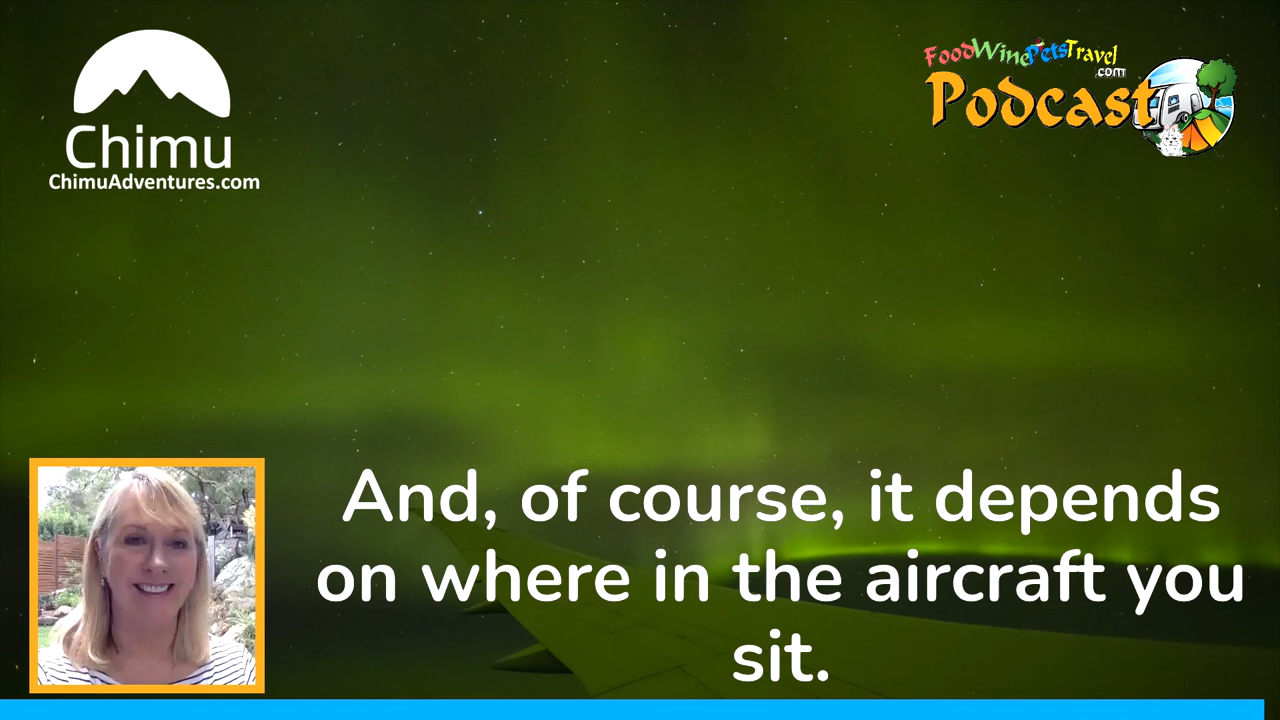 Chimu
ChimuAdventures.com
FoodWinePetsTravel
.com
Podcast
And, of course, it depends
on where in the aircraft you
sit.